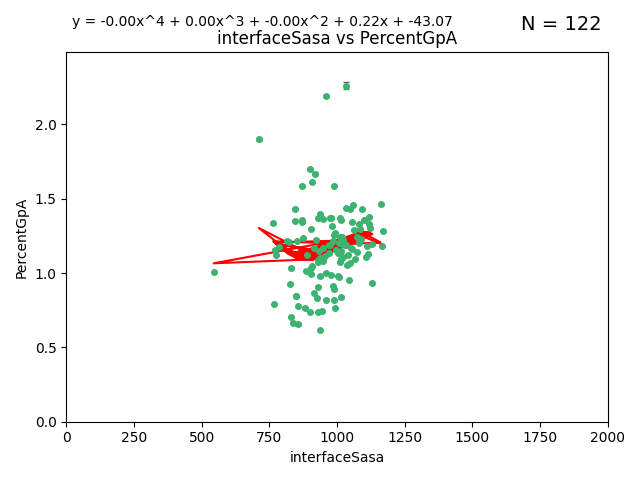 y = -0.00x^4 + 0.00x^3 + -0.00x^2 + 0.22x + -43.07
N = 122
interfaceSasa vs PercentGpA
PercentGpA
2.0
1.5
1.0
0.5
0.0
0 250 500 750 1000 1250 1500 1750 2000
interfaceSasa